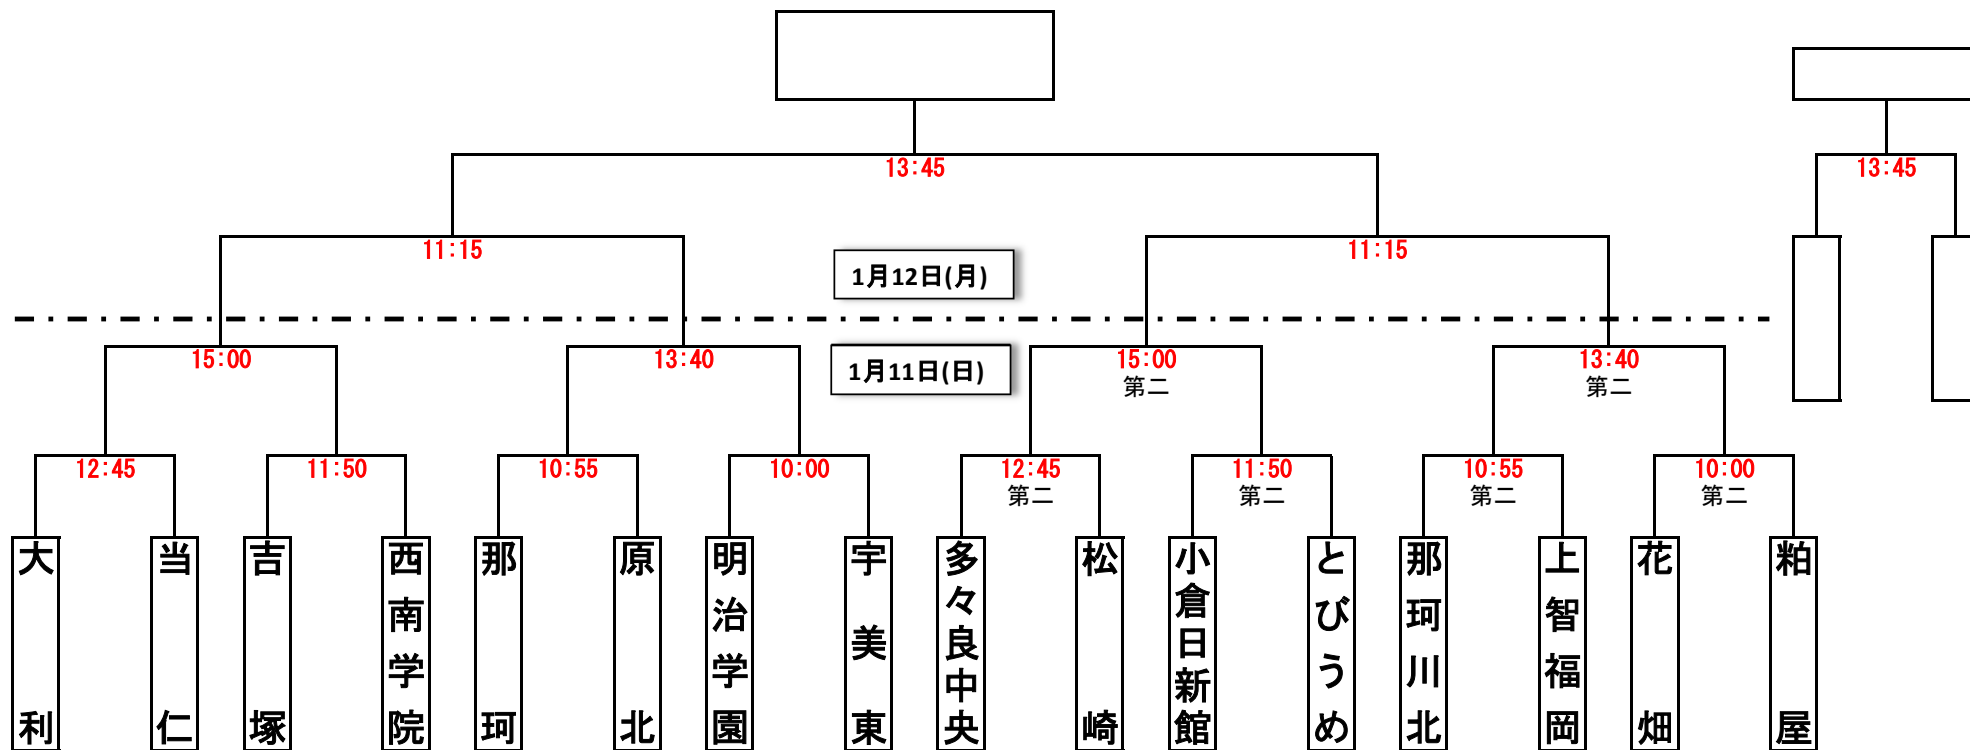 13:45
13:45
11:15
11:15
1月12日(月)
15:00
13:40
1月11日(日)
15:00
第二
13:40
第二
12:45
11:50
10:55
10:00
12:45
第二
11:50
第二
10:55
第二
10:00
第二
大利
当仁
吉塚
西南学院
那珂
原北
明治学園
宇美東
多々良中央
松崎
小倉日新館
とびうめ
那珂川北
上智福岡
花畑
粕屋